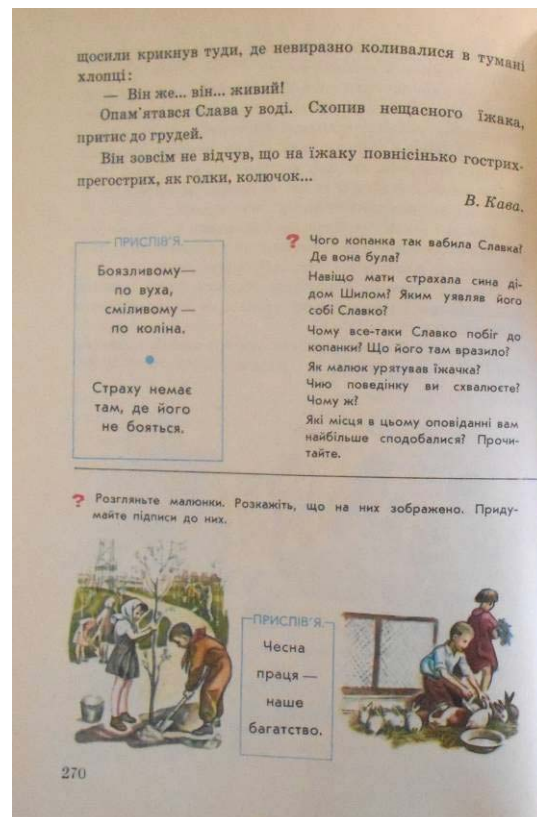 щосили крикнув туди, де невиразно коливалися в тумані
хлопці:
— Він же... він... живий!
Опам'ятався Слава у воді. Схопив нещасного їжака,
притис до грудей.
Він зовсім не відчув, що на їжаку повнісінько гострих-
прегострих, як голки, колючок...
В. Кава.
ПРИСЛІВ'Я
Боязливому —
по вуха,
сміливому —
по коліна.
Страху немає
там, де його
не бояться.
? Чого копанка так вабила Славка?
Де вона була?
Навіщо мати страхала сина ді-
дом Шилом? Яким уявляв його
собі Славко?
Чому все-таки Славко побіг до
копанки? Що його там вразило?
Як малюк урятував їжачка?
Чию поведінку ви схвалюєте?
Чому ж?
Які місця в цьому оповіданні вам
найбільше сподобалися? Прочи-
тайте.
? Розгляньте малюнки. Розкажіть, що на них зображено. Приду-
майте підписи до них.
ПРИСЛІВ'Я
Чесна
праця —
наше
багатство.
270